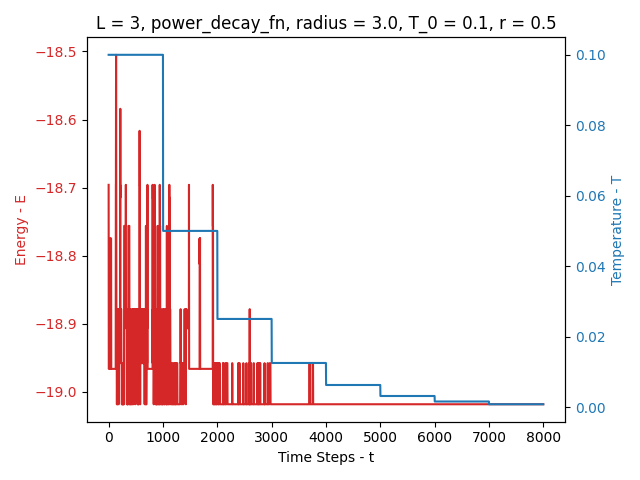 L = 3, power_decay_fn, radius = 3.0, T_0 = 0.1, r = 0.5
Energy - E
−18.5
−18.6
−18.7
−18.8
−18.9
−19.0
0.10
0.08
0.06
0.04
0.02
0.00
Temperature - T
0 1000 2000 3000 4000 5000 6000 7000 8000
Time Steps - t